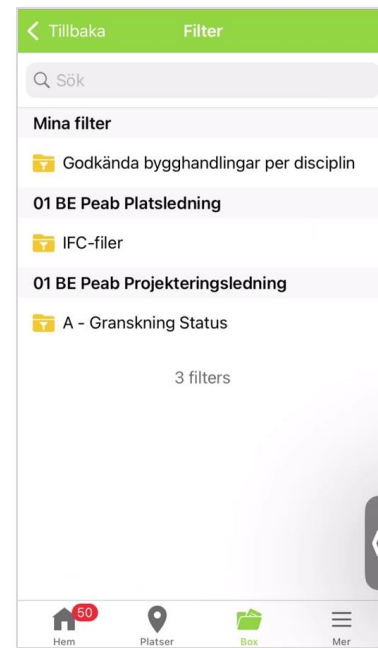 Tillbaka Filter
Sök
Mina filter
Godkända bygghandlingar per disciplin
01 BE Peab Platsledning
IFC-filer
01 BE Peab Projekteringsledning
A - Granskning Status
3 filters
50
Hem Platser Box Mer